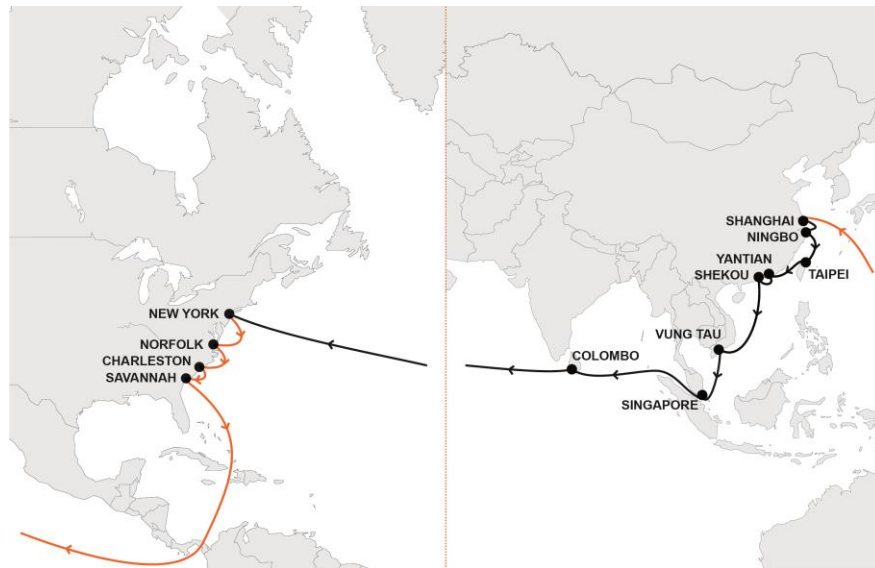 NEW YORK
NORFOLK
CHARLESTON
SAVANNAH
SHANGHAI
NINGBO
YANTIAN
SHEKOU
TAIPEI
VUNG TAU
COLOMBO
SINGAPORE